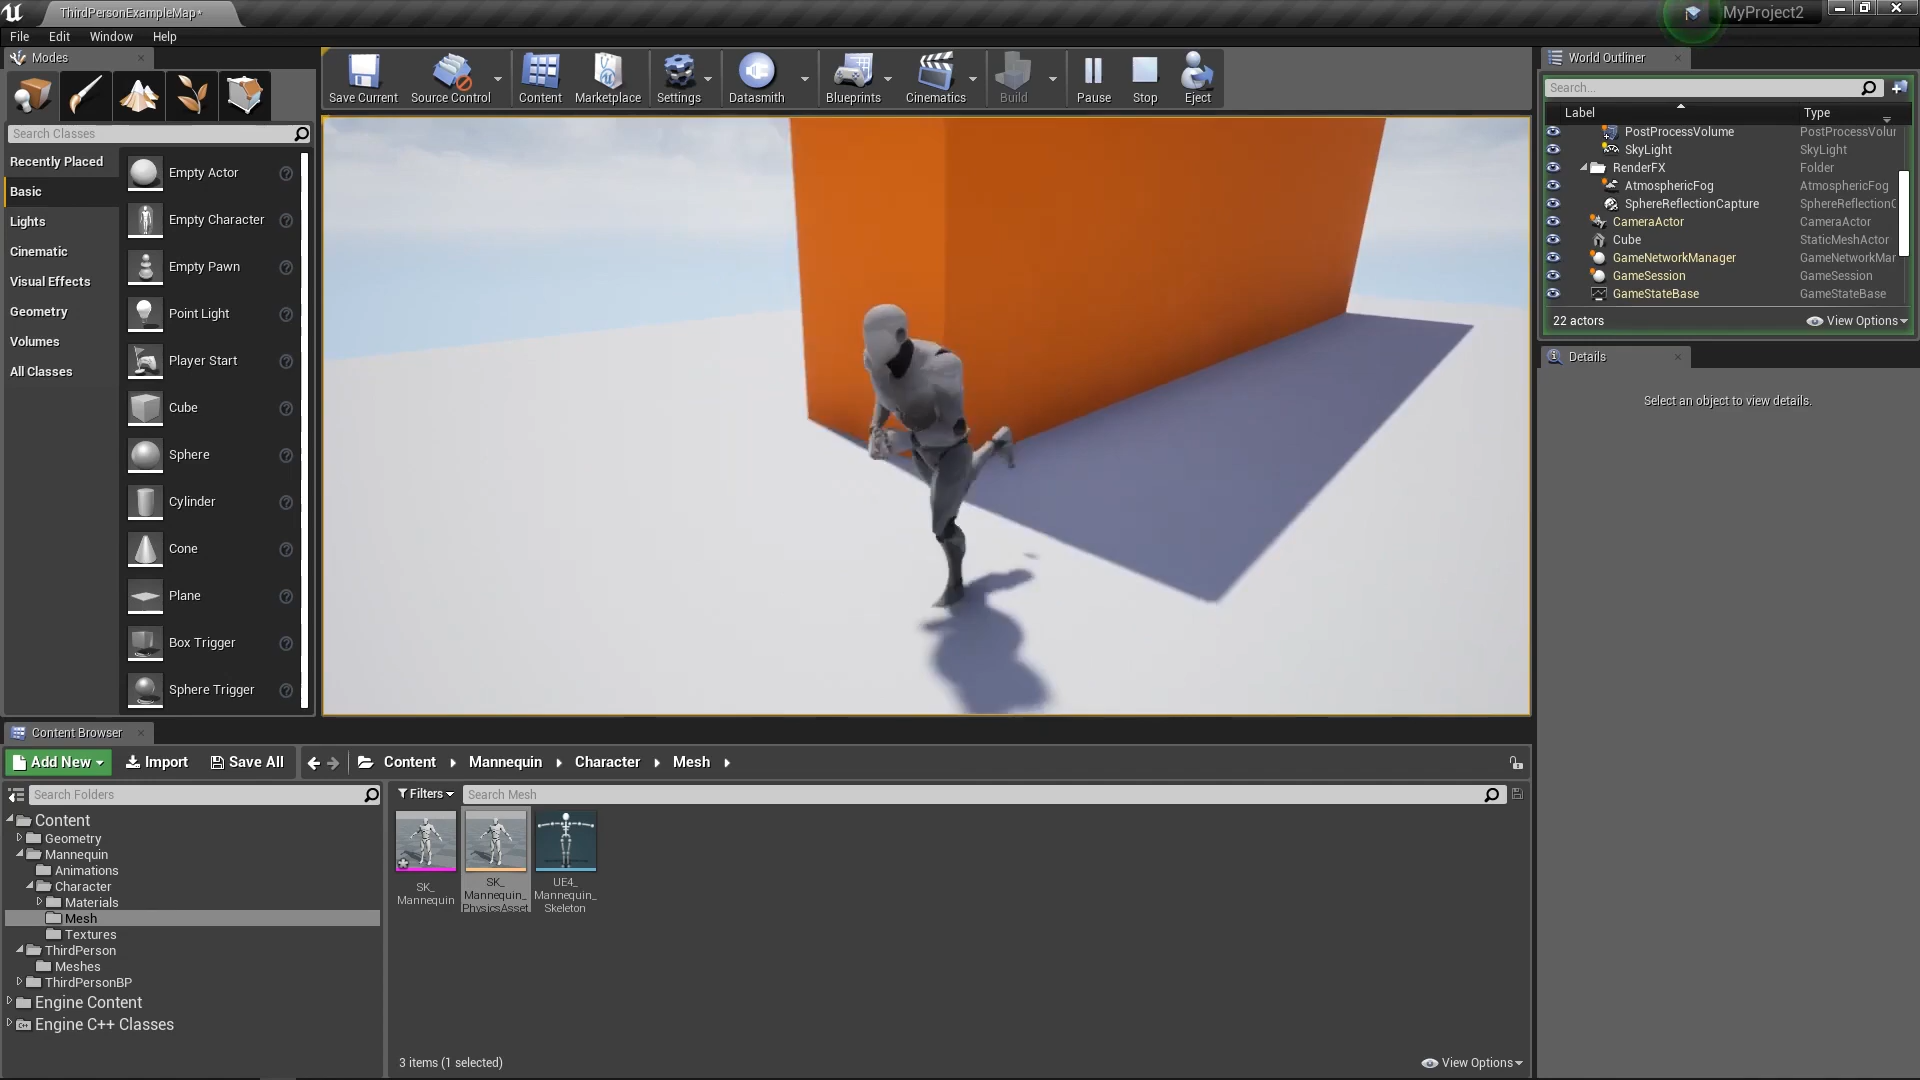 ThirdPersonExampleMap*
MyProject2
File Edit Window Help
Modes
Search Classes
Recently Placed
Basic
Lights
Cinematic
Visual Effects
Geometry
Volumes
All Classes
Empty Actor
Empty Character
Empty Pawn
Point Light
Player Start
Cube
Sphere
Cylinder
Cone
Plane
Box Trigger
Sphere Trigger
Save Current Source Control Content Marketplace Settings Datasmith Blueprints Cinematics Build Pause Stop Eject
World Outliner
Search...
Label Type
PostProcessVolume PostProcessVolur
SkyLight SkyLight
RenderFX Folder
AtmosphericFog AtmosphericFog
SphereReflectionCapture SphereReflectionC
CameraActor CameraActor
Cube StaticMeshActor
GameNetworkManager GameNetworkMar
GameSession GameSession
GameStateBase GameStateBase
22 actors View Options
Details
Select an object to view details.
Content Browser
Add New Import Save All Content Mannequin Character Mesh
Search Folders
Content
Geometry
Mannequin
Animations
Character
Materials
Mesh
Textures
ThirdPerson
Meshes
ThirdPersonBP
Engine Content
Engine C++ Classes
Filters Search Mesh
SK_
Mannequin
SK_
Mannequin_
PhysicsAsset
UE4_
Mannequin_
Skeleton
3 items (1 selected) View Options